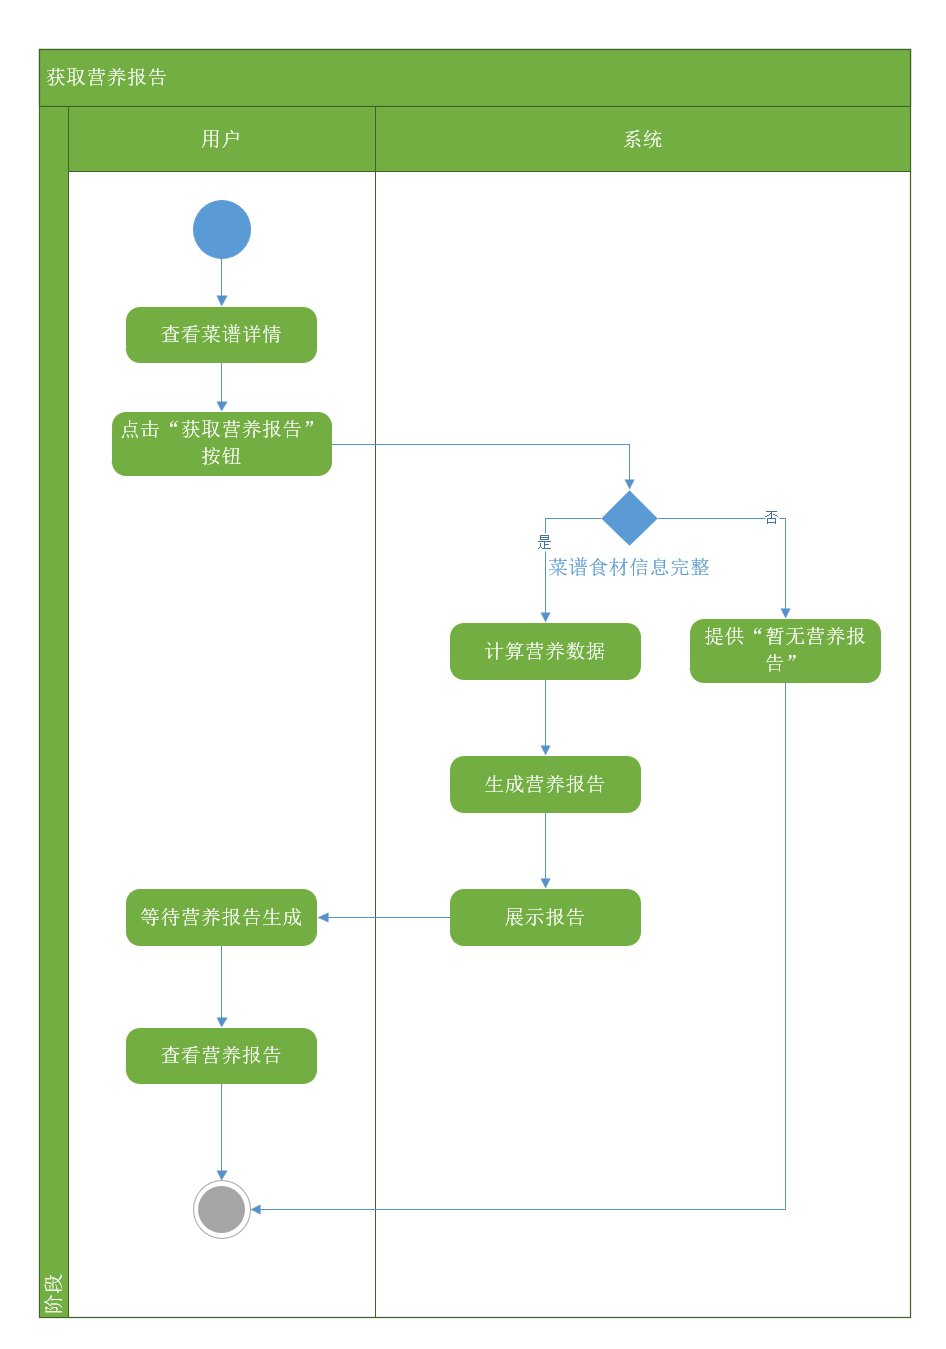 获取营养报告
用户
系统
查看菜谱详情
点击“获取营养报告”
按钮
否
是
菜谱食材信息完整
计算营养数据
提供“暂无营养报
告”
生成营养报告
等待营养报告生成
展示报告
查看营养报告
阶段